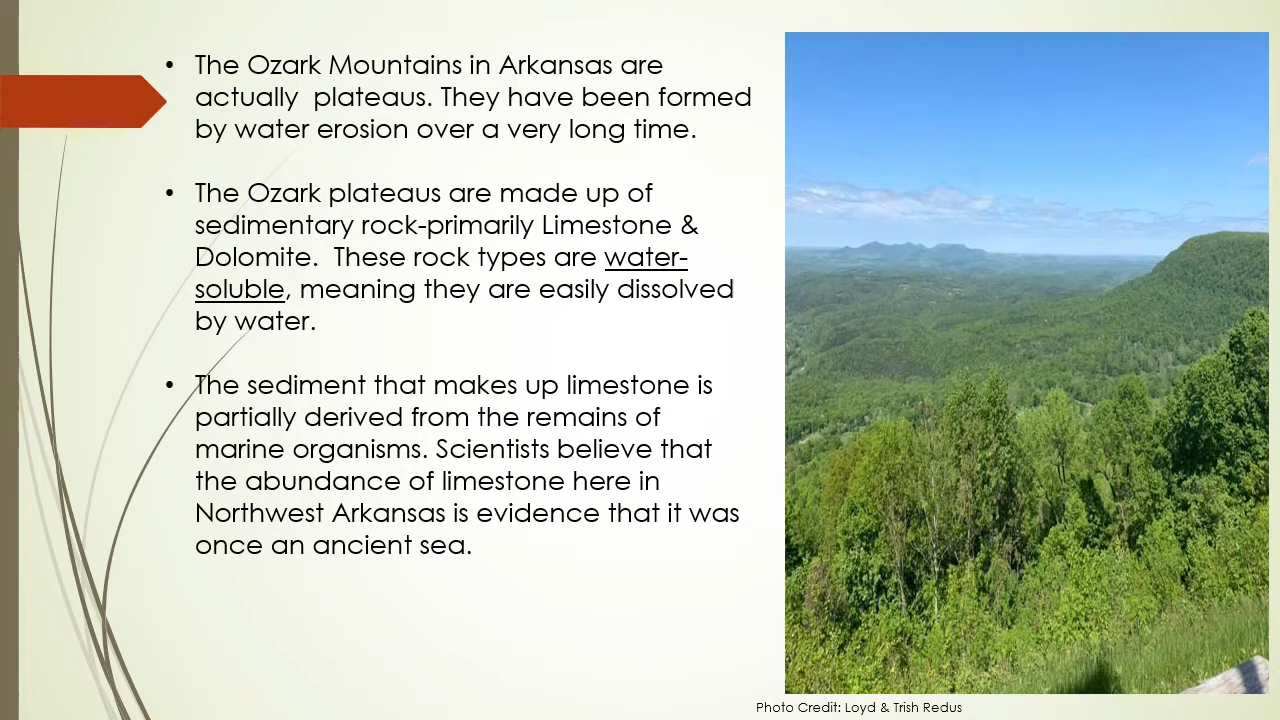 • The Ozark Mountains in Arkansas are
actually  plateaus. They have been formed
by water erosion over a very long time.
• The Ozark plateaus are made up of
sedimentary rock-primarily Limestone &
Dolomite.  These rock types are water-
soluble, meaning they are easily dissolved
by water.
• The sediment that makes up limestone is
partially derived from the remains of
marine organisms. Scientists believe that
the abundance of limestone here in
Northwest Arkansas is evidence that it was
once an ancient sea.
Photo Credit: Loyd & Trish Redus